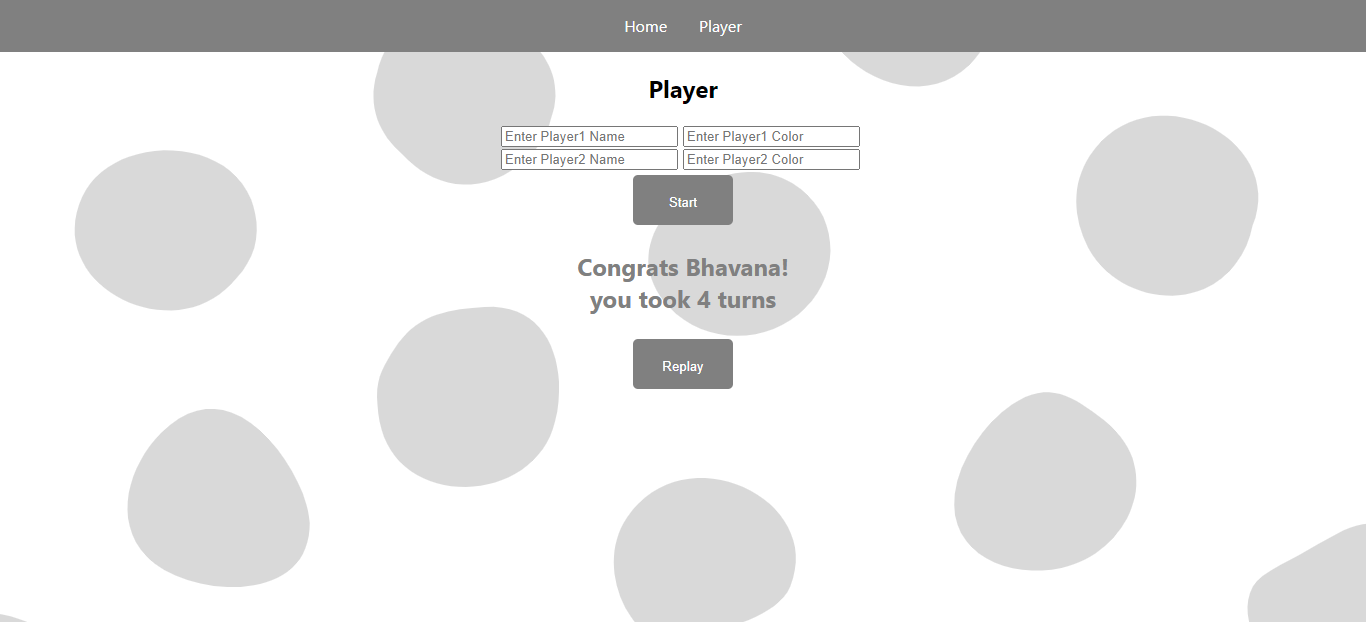 Home Player
Player
Enter Player1 Name Enter Player1 Color
Enter Player2 Name Enter Player2 Color
Start
Congrats Bhavana!
you took 4 turns
Replay